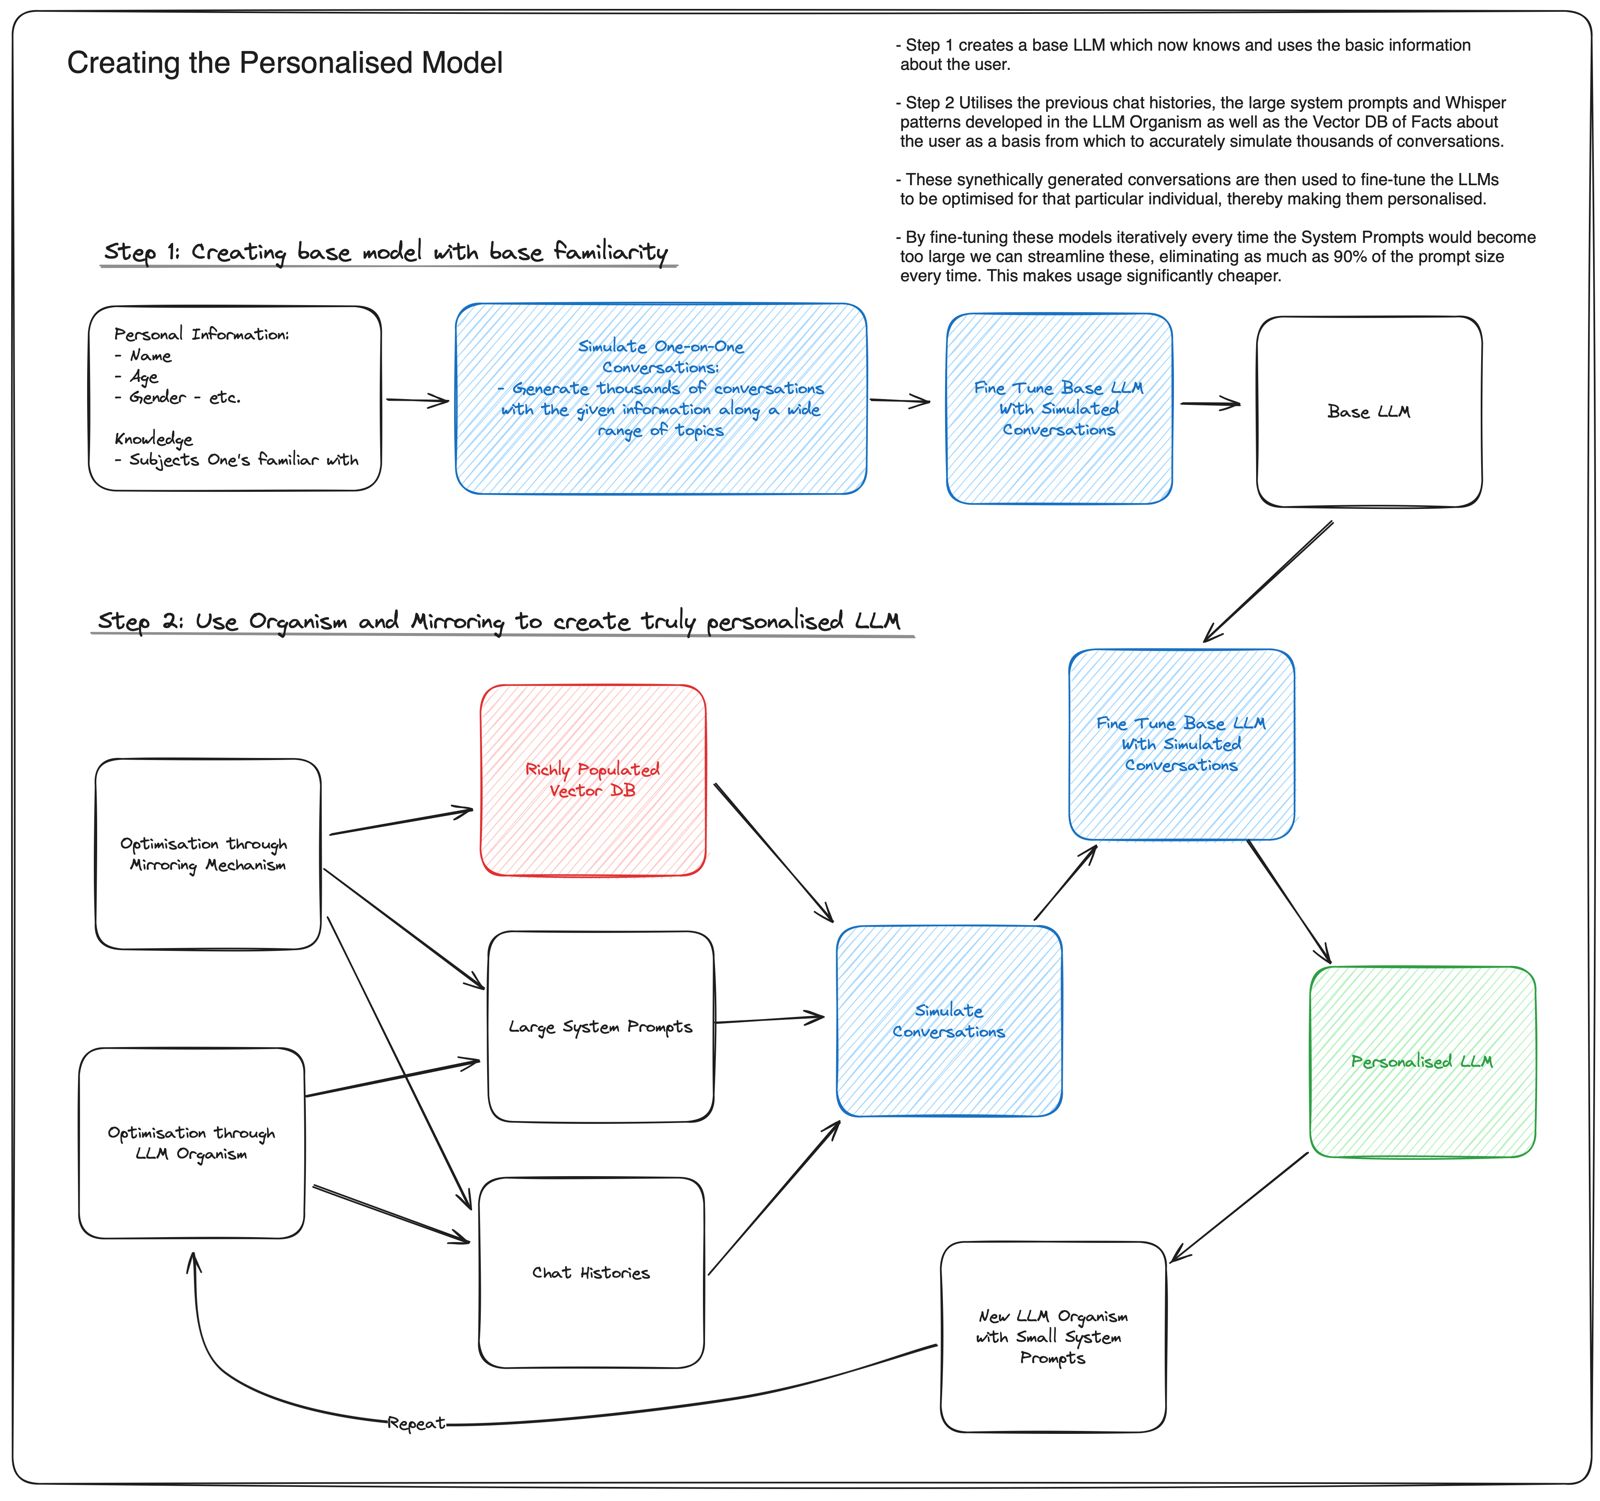 Creating the Personalised Model
- Step 1 creates a base LLM which now knows and uses the basic information
about the user.
- Step 2 Utilises the previous chat histories, the large system prompts and Whisper
patterns developed in the LLM Organism as well as the Vector DB of Facts about
the user as a basis from which to accurately simulate thousands of conversations.
- These synethically generated conversations are then used to fine-tune the LLMs
to be optimised for that particular individual, thereby making them personalised.
- By fine-tuning these models iteratively every time the System Prompts would become
too large we can streamline these, eliminating as much as 90% of the prompt size
every time. This makes usage significantly cheaper.
Step 1: Creating base model with base familiarity
Personal Information:
- Name
- Age
- Gender - etc.
Knowledge
- Subjects One's familiar with
Simulate One-on-One
Conversations:
- Generate thousands of conversations
with the given information along a wide
range of topics
Fine Tune Base LLM
With Simulated
Conversations
Base LLM
Step 2: Use Organism and Mirroring to create truly personalised LLM
Fine Tune Base LLM
With Simulated
Conversations
Richly Populated
Vector DB
Optimisation through
Mirroring Mechanism
Large System Prompts
Simulate
Conversations
Personalised LLM
Optimisation through
LLM Organism
Chat Histories
New LLM Organism
with Small System
Prompts
Repeat